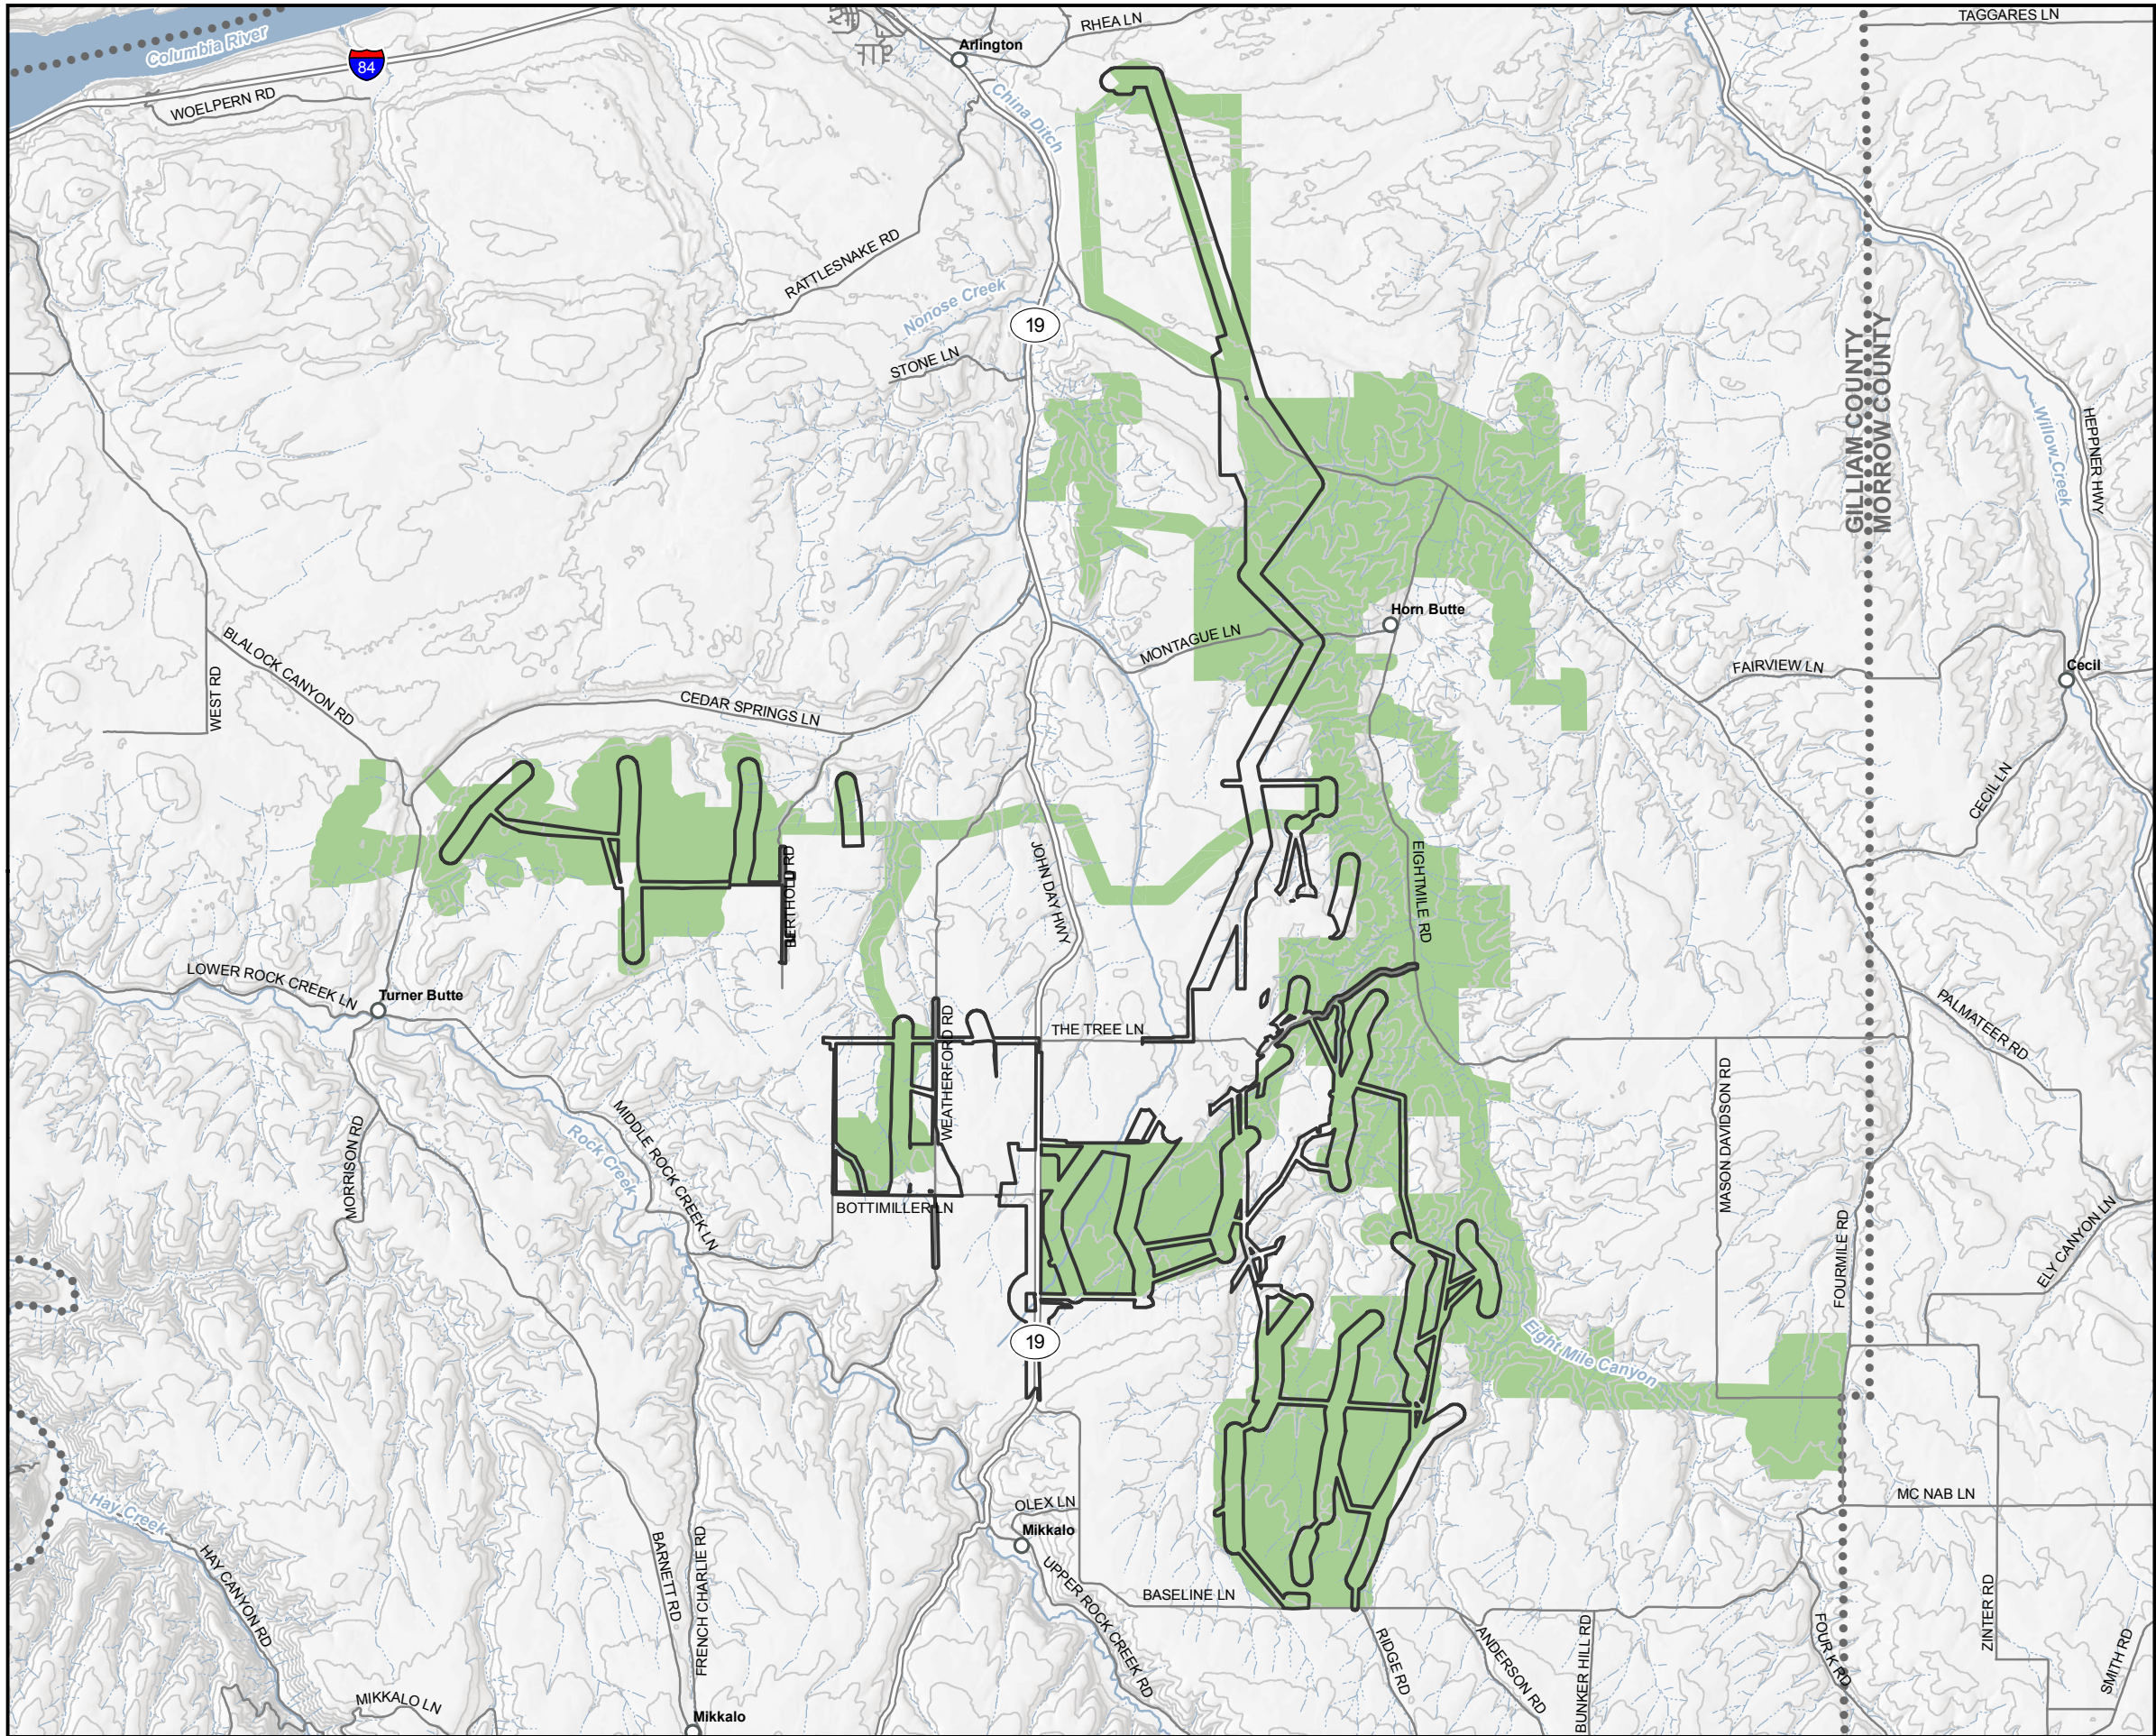 TAGGARES LN
RHEA LN
Columbia River
Arlington
84
WOELPERN RD
China Ditch
RATTLESNAKE RD
Nonose Creek
19
STONE LN
GILLIAM COUNTY
MORROW COUNTY
Willow Creek
HEPPNER HWY
Horn Butte
MONTAGUE LN
BLALOCK CANYON RD
WEST RD
CEDAR SPRINGS LN
FAIRVIEW LN
Cecil
CECIL LN
BERTHOLD RD
JOHN DAY HWY
EIGHTMILE RD
LOWER ROCK CREEK LN
Turner Butte
WEATHERFORD RD
THE TREE LN
PALMATEER RD
MIDDLE ROCK CREEK LN
Rock Creek
MORRISON RD
MASON DAVIDSON RD
BOTTIMILLER LN
FOURMILE RD
ELY CANYON LN
19
Eight Mile Canyon
Hay Creek
HAY CANYON RD
BARNETT RD
FRENCH CHARLIE RD
OLEX LN
Mikkalo
UPPER ROCK CREEK RD
BASELINE LN
MC NAB LN
RIDGE RD
ANDERSON RD
BUNKER HILL RD
FOUR K RD
ZINTER RD
SMITH RD
MIKKALO LN
Mikkalo